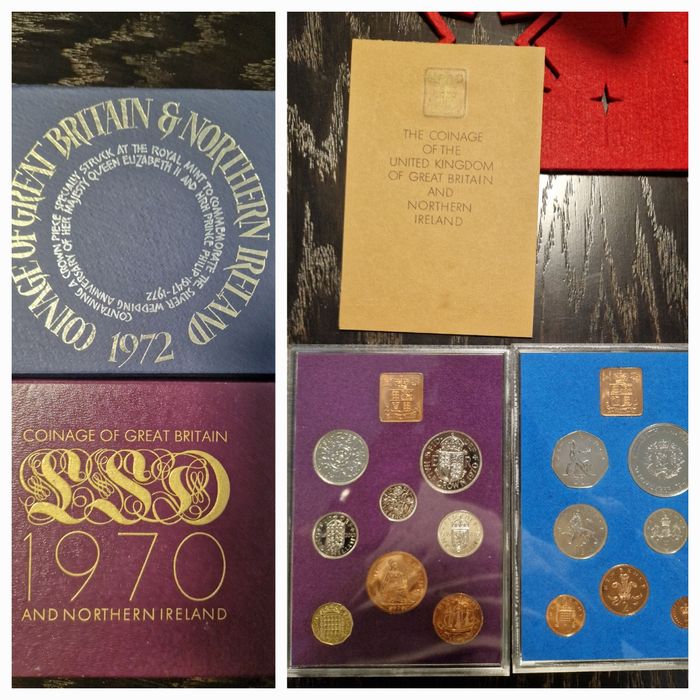 COINAGE OF GREAT BRITAIN & NORTHERN IRELAND
1972
CONTAINING A CROWN PIECE SPECIALLY STRUCK AT THE ROYAL MINT TO COMMEMORATE THE SILVER WEDDING ANNIVERSARY OF HER MAJESTY QUEEN ELIZABETH II AND HRH PRINCE PHILIP 1947-1972
COINAGE OF GREAT BRITAIN
LSD
1970
AND NORTHERN IRELAND
THE COINAGE
OF THE
UNITED KINGDOM
OF GREAT BRITAIN
AND
NORTHERN
IRELAND